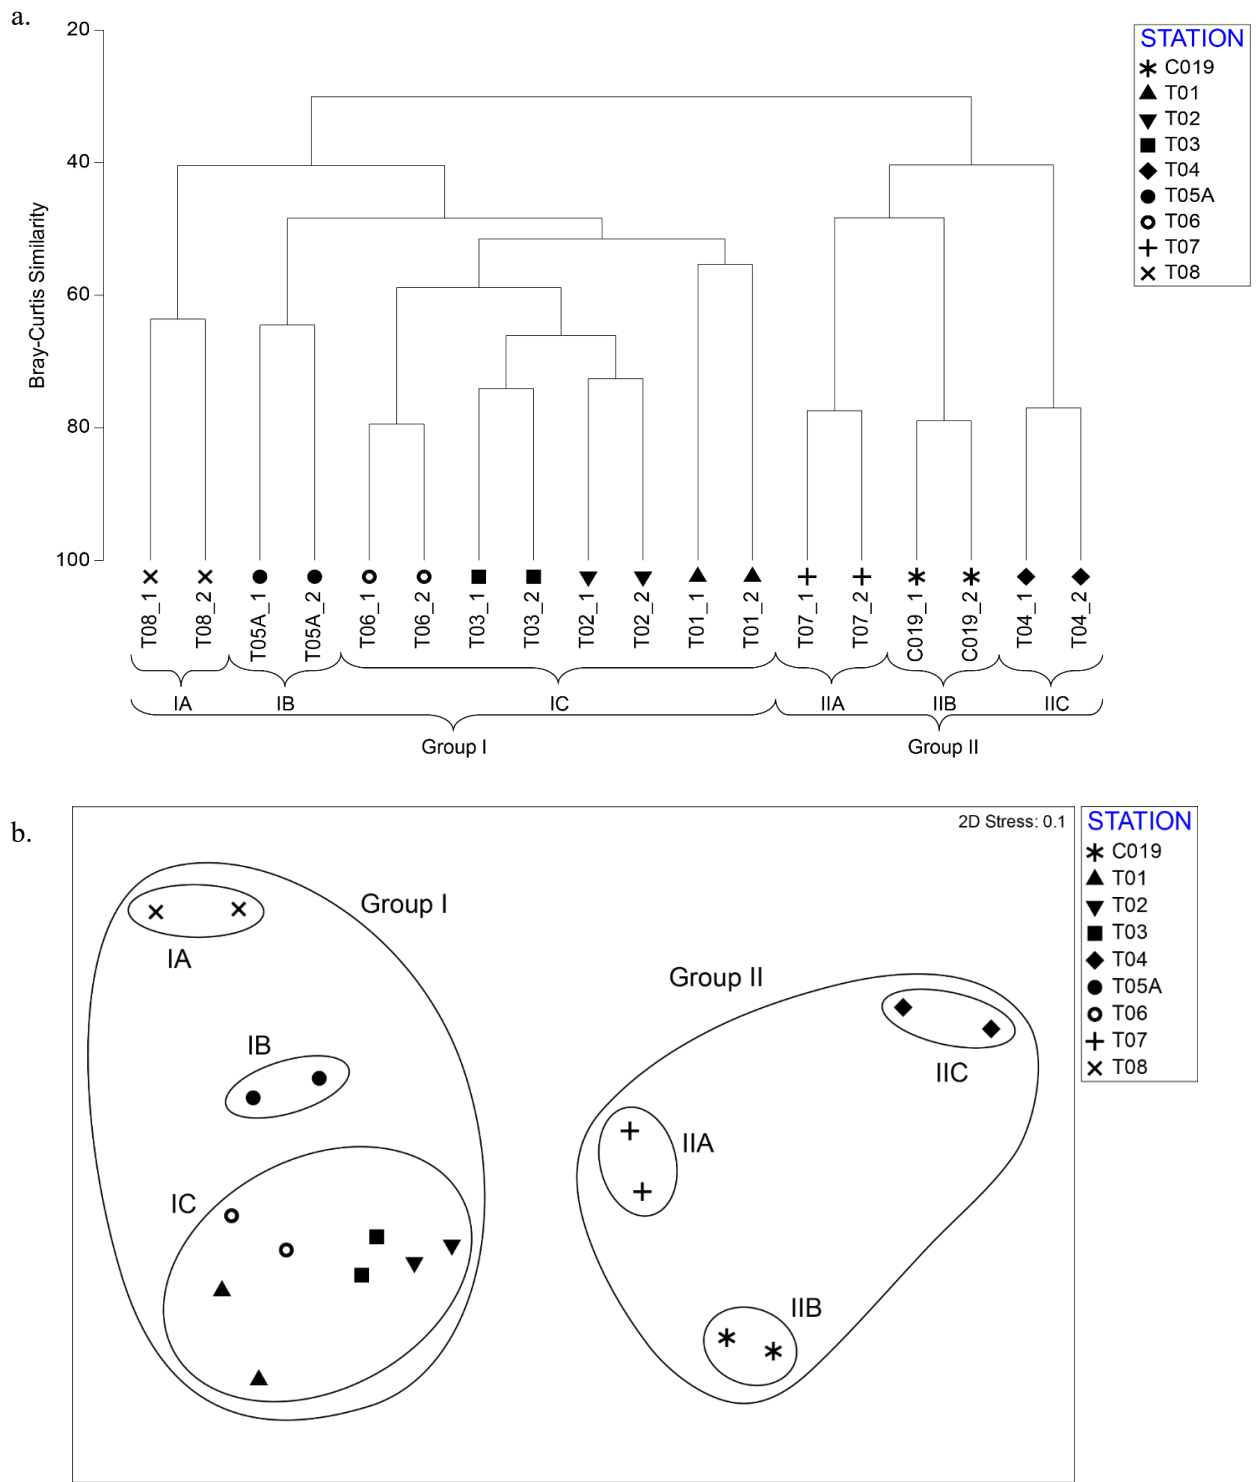 a.
20
40
60
80
100
Bray-Curtis Similarity
STATION
C019
T01
T02
T03
T04
T05A
T06
T07
T08
T08_1
T08_2
T05A_1
T05A_2
T06_1
T06_2
T03_1
T03_2
T02_1
T02_2
T01_1
T01_2
T07_1
T07_2
C019_1
C019_2
T04_1
T04_2
IA
IB
IC
IIA
IIB
IIC
Group I
Group II
b.
2D Stress: 0.1
STATION
C019
T01
T02
T03
T04
T05A
T06
T07
T08
Group I
IA
IB
IC
Group II
IIC
IIA
IIB